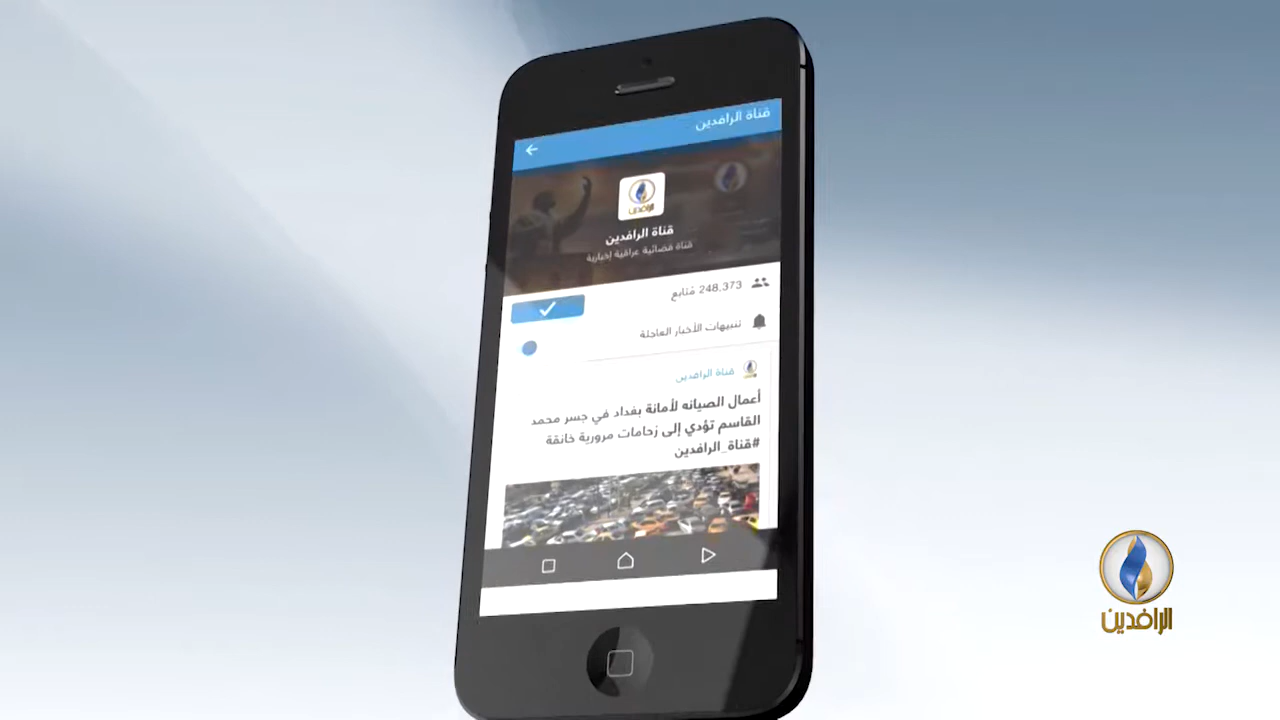 قناة الرافدين
الرافدين
قناة الرافدين
قناة فضائية عراقية إخبارية
248,373 مُتابع
تنبيهات الأخبار العاجلة
قناة الرافدين
أعمال الصيانه لأمانة بغداد في جسر محمد
القاسم تؤدي إلى زحامات مرورية خانقة
#قناة_الرافدين
الرافدين